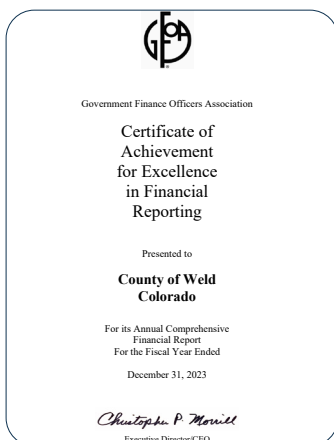 GFOA
Government Finance Officers Association
Certificate of
Achievement
for Excellence
in Financial
Reporting
Presented to
County of Weld
Colorado
For its Annual Comprehensive
Financial Report
For the Fiscal Year Ended
December 31, 2023
Christopher P. Morrill
Executive Director/CEO